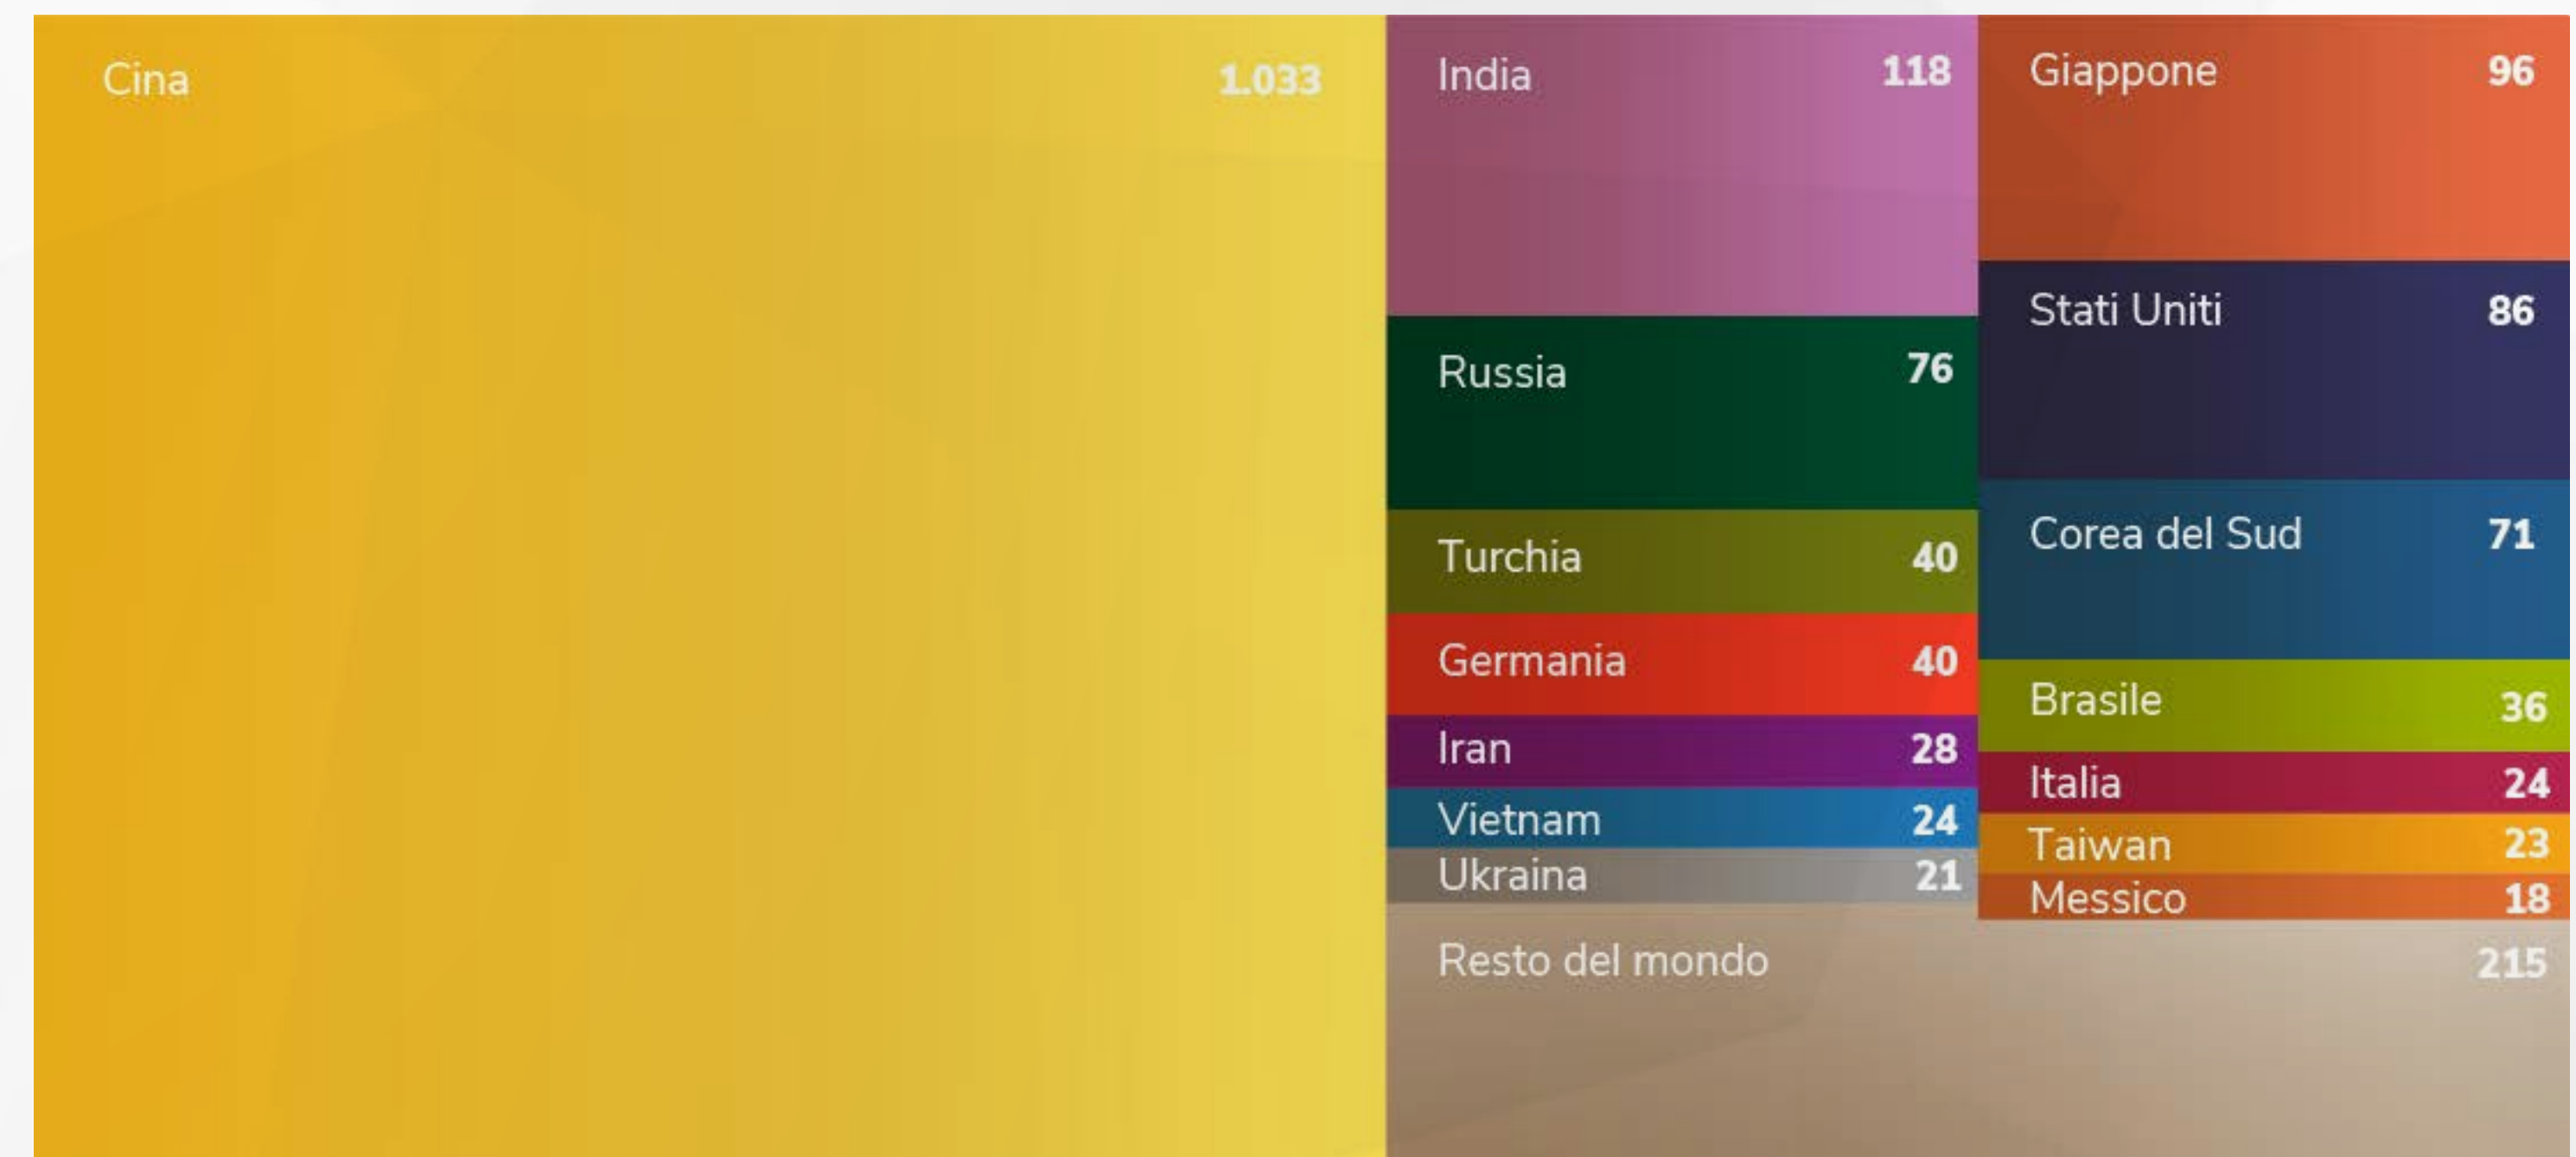 Cina 1.033
India 118
Russia 76
Turchia 40
Germania 40
Iran 28
Vietnam 24
Ukraina 21
Giappone 96
Stati Uniti 86
Corea del Sud 71
Brasile 36
Italia 24
Taiwan 23
Messico 18
Resto del mondo 215